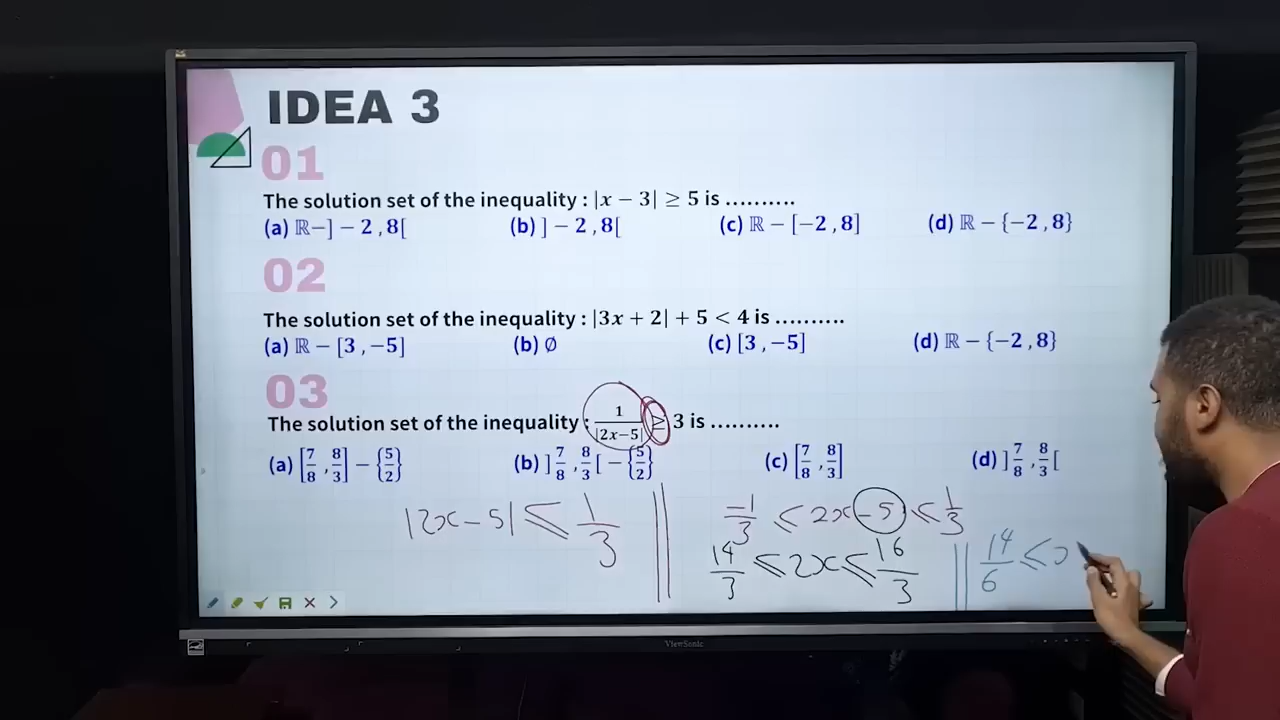 IDEA 3
01
The solution set of the inequality : |x − 3| ≥ 5 is ..........
(a) ℝ−] − 2 , 8[ (b) ] − 2 , 8[ (c) ℝ − [−2 , 8] (d) ℝ − {−2 , 8}
02
The solution set of the inequality : |3x + 2| + 5 < 4 is ..........
(a) ℝ − [3 , −5] (b) ∅ (c) [3 , −5] (d) ℝ − {−2 , 8}
03
The solution set of the inequality : 1/|2x−5| ≥ 3 is ..........
(a) [7/8 , 8/3] − {5/2} (b) ]7/8 , 8/3[ − {5/2} (c) [7/8 , 8/3] (d) ]7/8 , 8/3[
|2x − 5| ≤ 1/3
−1/3 ≤ 2x − 5 ≤ 1/3
14/3 ≤ 2x ≤ 16/3
14/6 ≤
ViewSonic